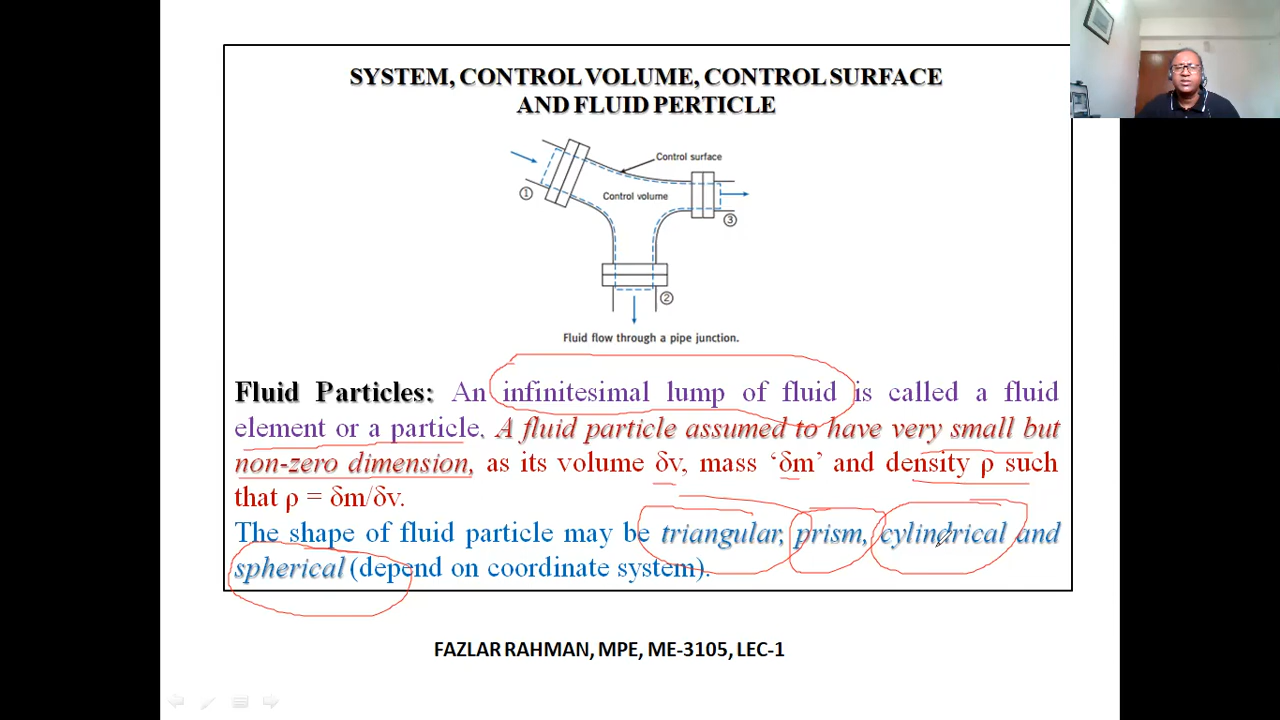 SYSTEM, CONTROL VOLUME, CONTROL SURFACE
AND FLUID PERTICLE
Control surface
Control volume
①
③
②
Fluid flow through a pipe junction.
Fluid Particles: An infinitesimal lump of fluid is called a fluid
element or a particle. A fluid particle assumed to have very small but
non-zero dimension, as its volume δv, mass ‘δm’ and density ρ such
that ρ = δm/δv.
The shape of fluid particle may be triangular, prism, cylindrical and
spherical (depend on coordinate system).
FAZLAR RAHMAN, MPE, ME-3105, LEC-1